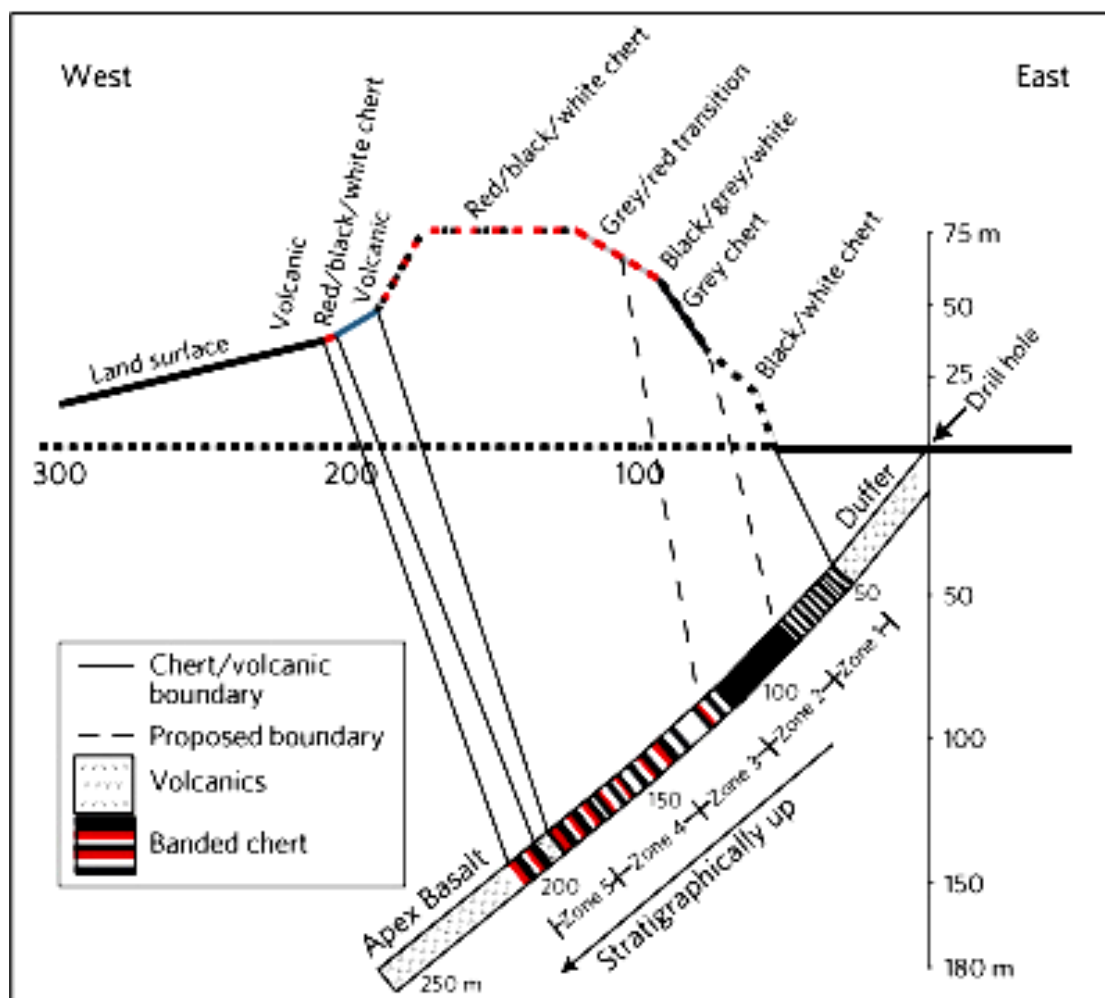 West
East
Volcanic
Red/black/white chert
Volcanic
Red/black/white chert
Grey/red transition
Black/grey/white
Grey chert
Black/white chert
Drill hole
Land surface
75 m
50
25
300
200
100
Duffer
50
50
100
100
150
150
200
180 m
250 m
Zone 1
Zone 2
Zone 3
Zone 4
Zone 5
Stratigraphically up
Apex Basalt
Chert/volcanic
boundary
Proposed boundary
Volcanics
Banded chert